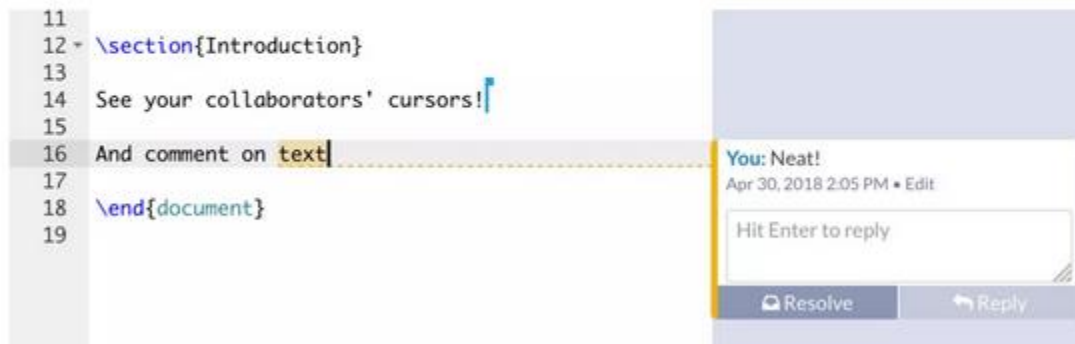 11
12 \section{Introduction}
13
14 See your collaborators' cursors!
15
16 And comment on text
17
18 \end{document}
19
You: Neat!
Apr 30, 2018 2:05 PM • Edit
Hit Enter to reply
Resolve Reply